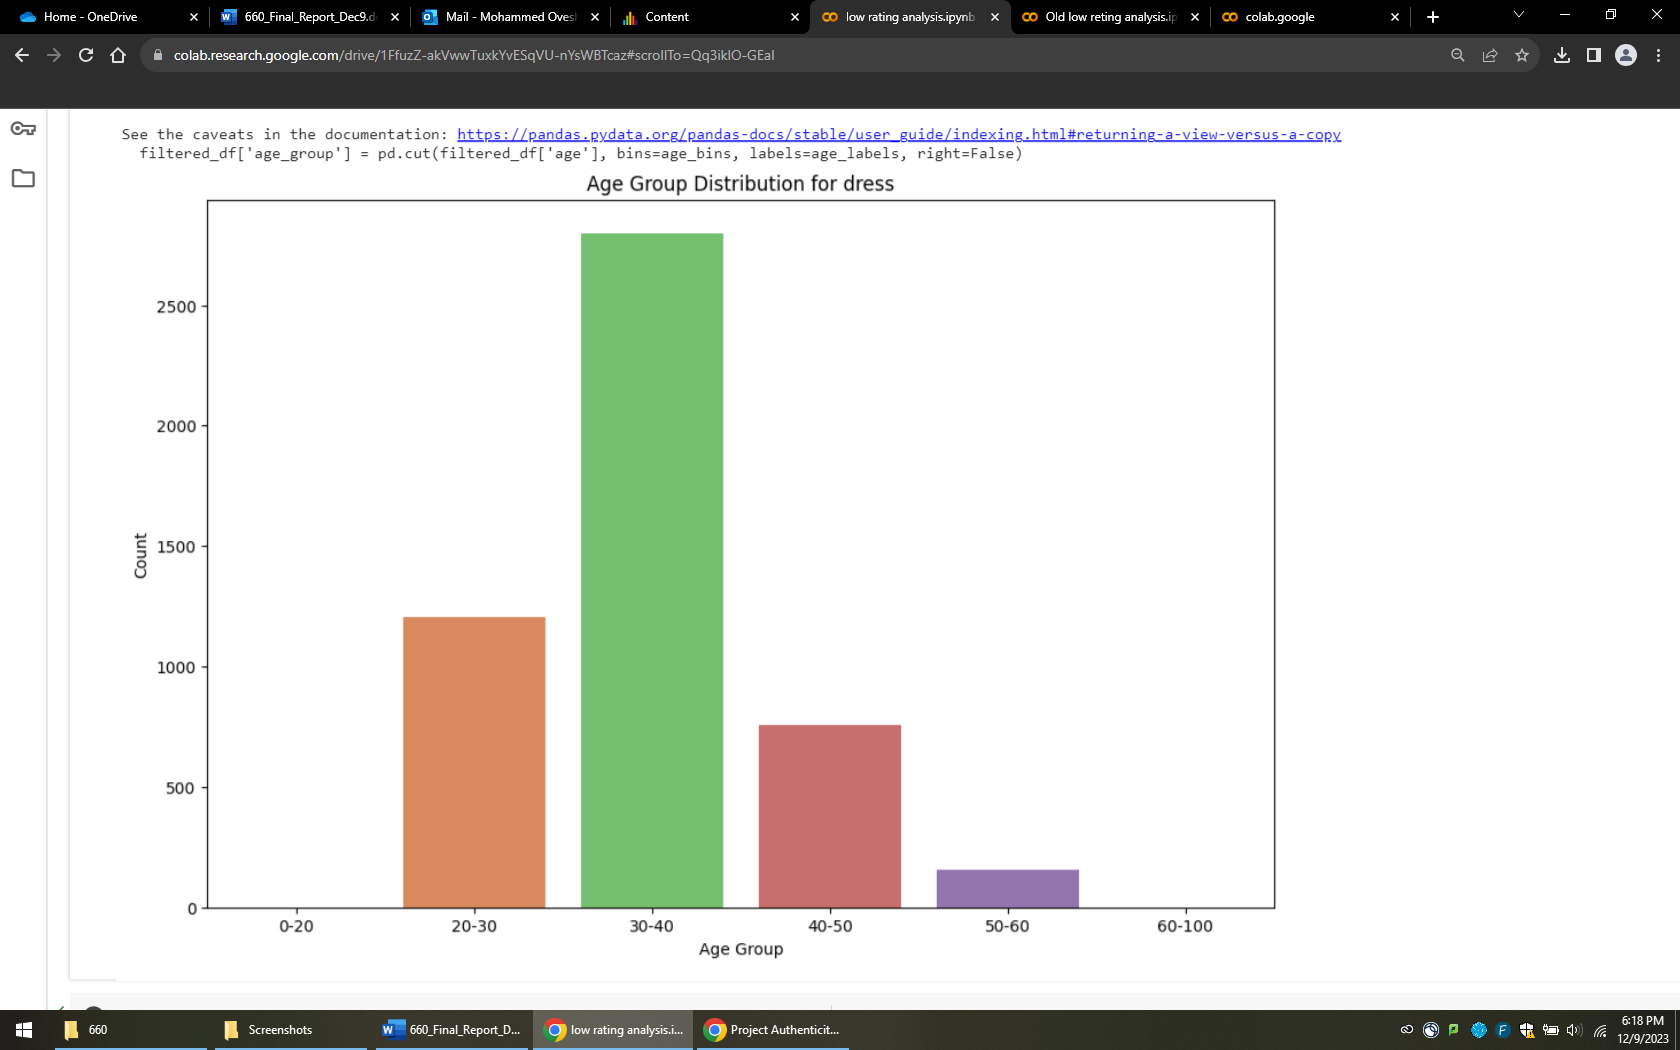 Home - OneDrive
660_Final_Report_Dec9.d
Mail - Mohammed Oves
Content
low rating analysis.ipynb
Old low reting analysis.ip
colab.google
colab.research.google.com/drive/1FfuzZ-akVwwTuxkYvESqVU-nYsWBTcaz#scrollTo=Qq3ikIO-GEaI
See the caveats in the documentation: https://pandas.pydata.org/pandas-docs/stable/user_guide/indexing.html#returning-a-view-versus-a-copy
filtered_df['age_group'] = pd.cut(filtered_df['age'], bins=age_bins, labels=age_labels, right=False)
Age Group Distribution for dress
2500
2000
1500
1000
500
0
Count
0-20 20-30 30-40 40-50 50-60 60-100
Age Group
660
Screenshots
660_Final_Report_D...
low rating analysis.i...
Project Authenticit...
6:18 PM
12/9/2023